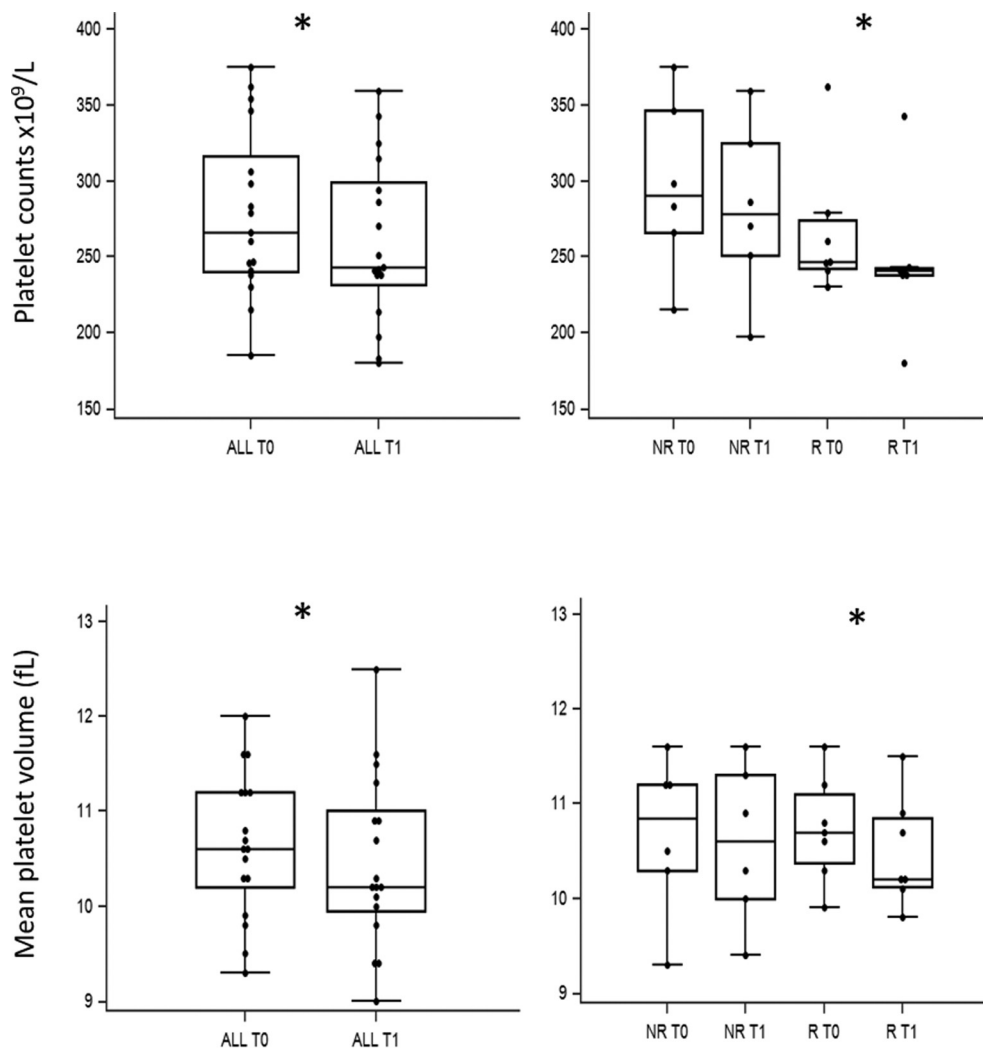 Platelet counts x10⁹/L
400
350
300
250
200
150
*
ALL T0
ALL T1
400
350
300
250
200
150
*
NR T0
NR T1
R T0
R T1
Mean platelet volume (fL)
13
12
11
10
9
*
ALL T0
ALL T1
13
12
11
10
9
*
NR T0
NR T1
R T0
R T1